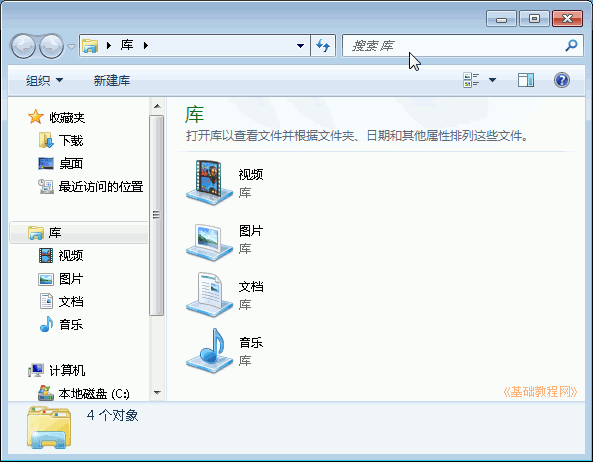 库
搜索 库
组织
新建库
收藏夹
下载
桌面
最近访问的位置
库
视频
图片
文档
音乐
计算机
本地磁盘 (C:)
库
打开库以查看文件并根据文件夹、日期和其他属性排列这些文件。
视频
库
图片
库
文档
库
音乐
库
《基础教程网》
4 个对象